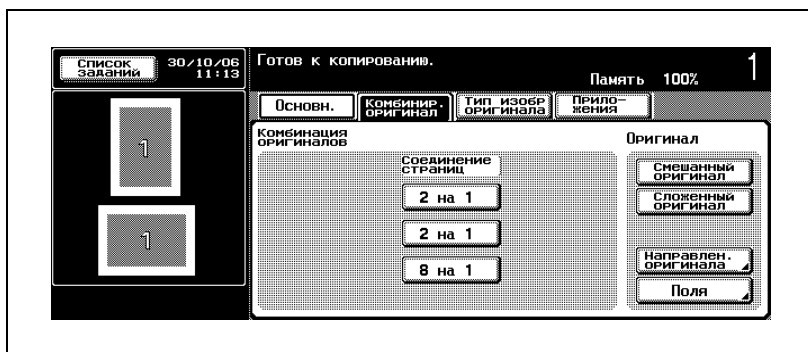 Список
заданий
30/10/06
11:13
Готов к копированию.
Память 100%
1
Основн.
Комбинир.
оригинал
Тип изобр
оригинала
Прило-
жения
1
1
Комбинация
оригиналов
Соединение
страниц
2 на 1
2 на 1
8 на 1
Оригинал
Смешанный
оригинал
Сложенный
оригинал
Направлен.
оригинала
Поля